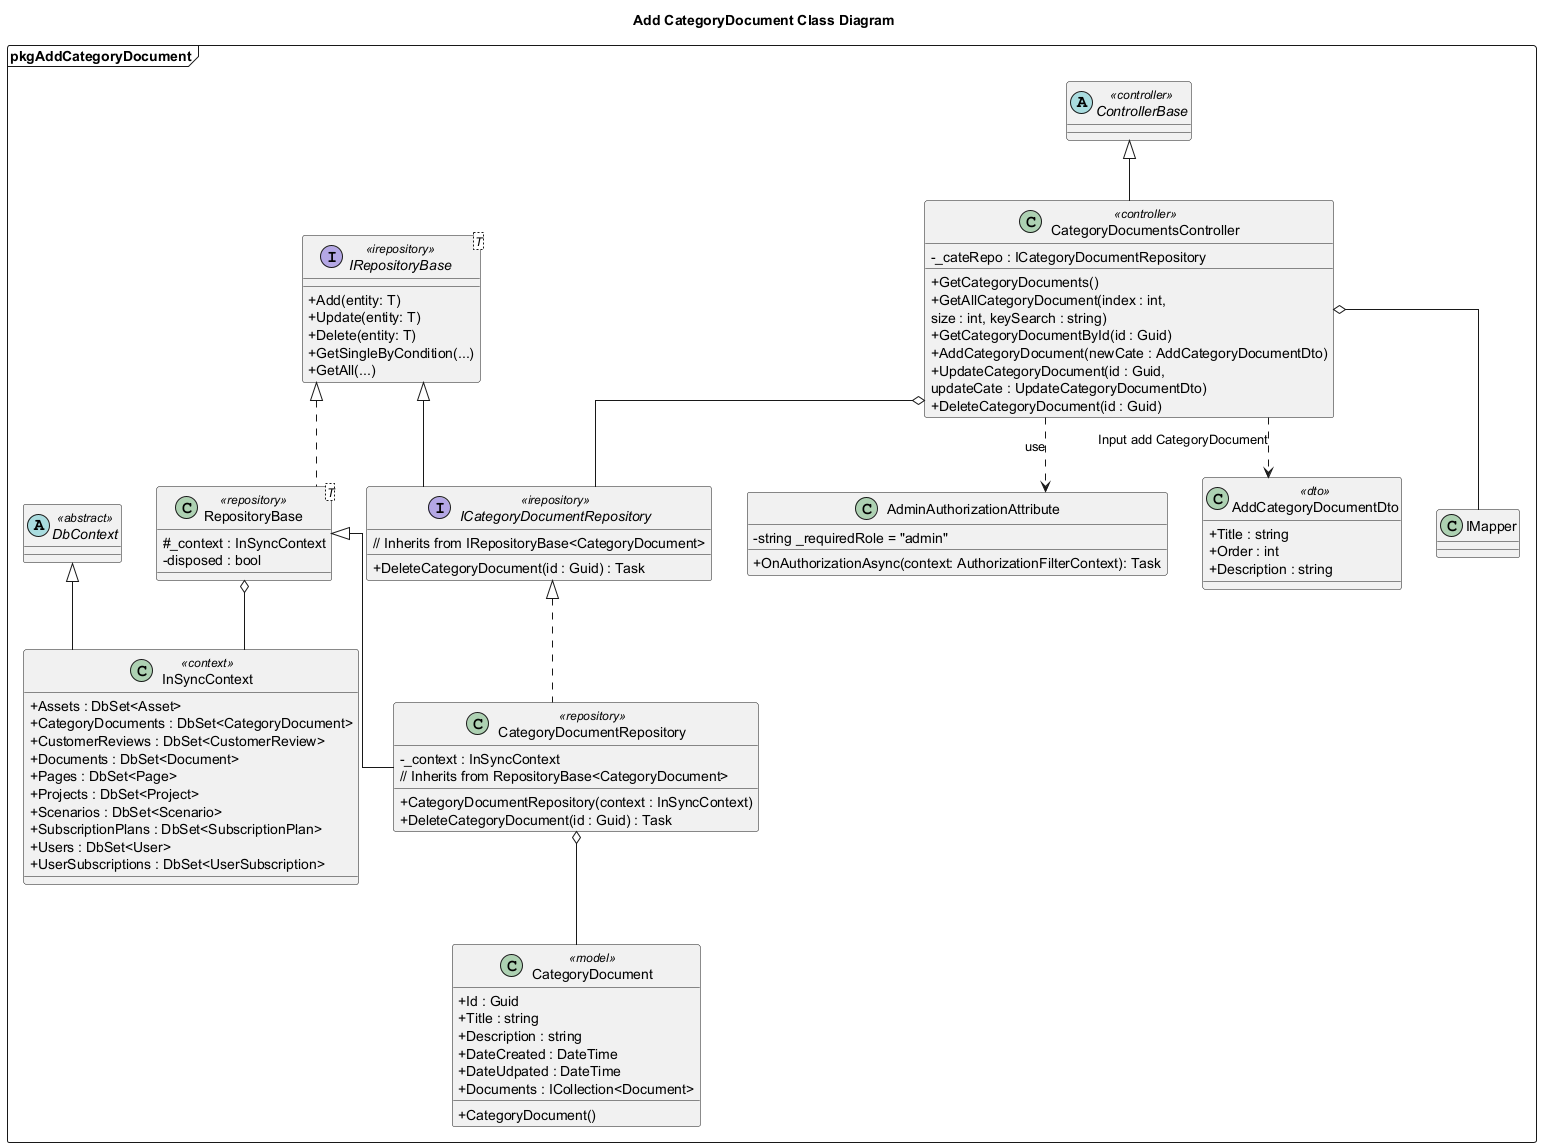 Add CategoryDocument Class Diagram
pkgAddCategoryDocument
A
«controller»
ControllerBase
C
«controller»
CategoryDocumentsController
-_cateRepo : ICategoryDocumentRepository
+GetCategoryDocuments()
+GetAllCategoryDocument(index : int,
size : int, keySearch : string)
+GetCategoryDocumentById(id : Guid)
+AddCategoryDocument(newCate : AddCategoryDocumentDto)
+UpdateCategoryDocument(id : Guid,
updateCate : UpdateCategoryDocumentDto)
+DeleteCategoryDocument(id : Guid)
T
I
«irepository»
IRepositoryBase
+Add(entity: T)
+Update(entity: T)
+Delete(entity: T)
+GetSingleByCondition(...)
+GetAll(...)
use
Input add CategoryDocument
A
«abstract»
DbContext
T
C
«repository»
RepositoryBase
#_context : InSyncContext
-disposed : bool
I
«irepository»
ICategoryDocumentRepository
// Inherits from IRepositoryBase<CategoryDocument>
+DeleteCategoryDocument(id : Guid) : Task
C
AdminAuthorizationAttribute
-string _requiredRole = "admin"
+OnAuthorizationAsync(context: AuthorizationFilterContext): Task
C
«dto»
AddCategoryDocumentDto
+Title : string
+Order : int
+Description : string
C
IMapper
C
«context»
InSyncContext
+Assets : DbSet<Asset>
+CategoryDocuments : DbSet<CategoryDocument>
+CustomerReviews : DbSet<CustomerReview>
+Documents : DbSet<Document>
+Pages : DbSet<Page>
+Projects : DbSet<Project>
+Scenarios : DbSet<Scenario>
+SubscriptionPlans : DbSet<SubscriptionPlan>
+Users : DbSet<User>
+UserSubscriptions : DbSet<UserSubscription>
C
«repository»
CategoryDocumentRepository
-_context : InSyncContext
// Inherits from RepositoryBase<CategoryDocument>
+CategoryDocumentRepository(context : InSyncContext)
+DeleteCategoryDocument(id : Guid) : Task
C
«model»
CategoryDocument
+Id : Guid
+Title : string
+Description : string
+DateCreated : DateTime
+DateUdpated : DateTime
+Documents : ICollection<Document>
+CategoryDocument()